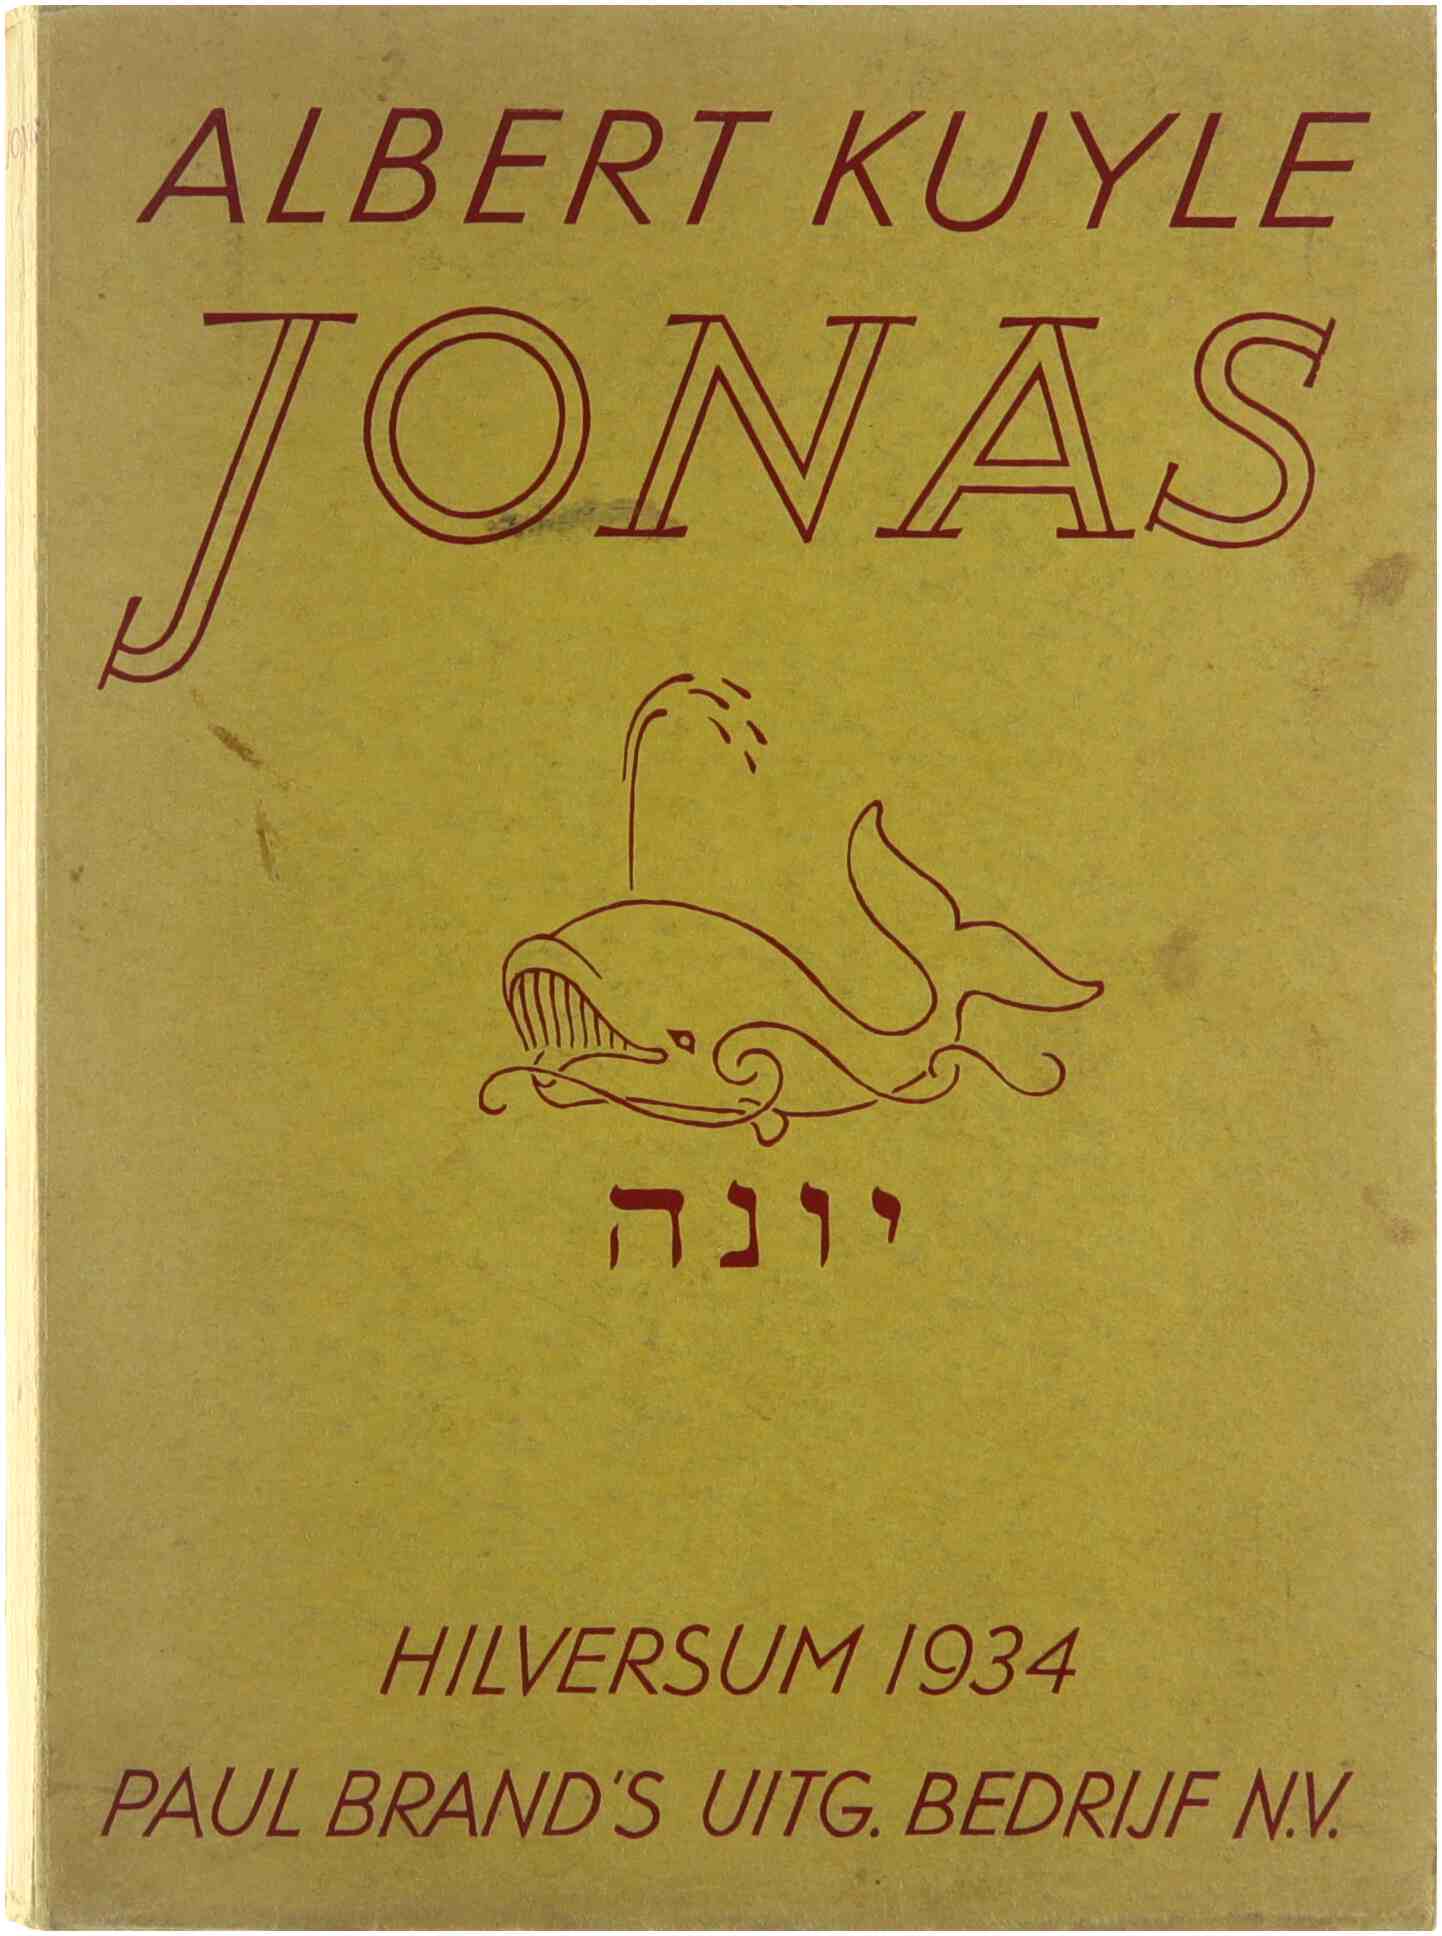 ALBERT KUYLE
JONAS
יונה
HILVERSUM 1934
PAUL BRAND'S UITG. BEDRIJF N.V.